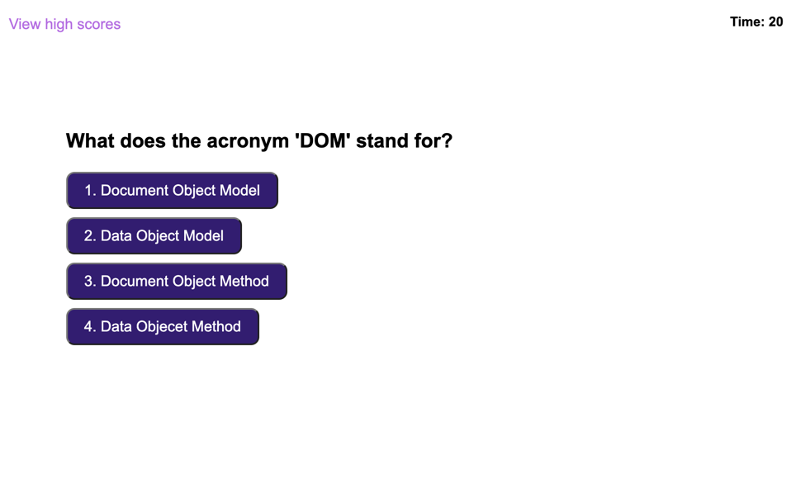 View high scores
Time: 20
What does the acronym 'DOM' stand for?
1. Document Object Model
2. Data Object Model
3. Document Object Method
4. Data Objecet Method